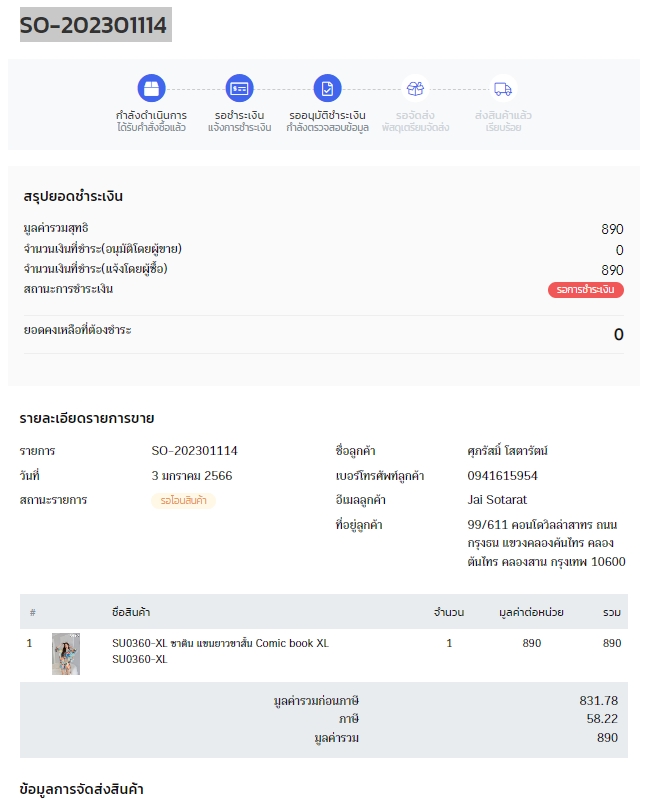 SO-202301114
กำลังดำเนินการ
ได้รับคำสั่งซื้อแล้ว
รอชำระเงิน
แจ้งการชำระเงิน
รออนุมัติชำระเงิน
กำลังตรวจสอบข้อมูล
รอจัดส่ง
พัสดุเตรียมจัดส่ง
ส่งสินค้าแล้ว
เรียบร้อย
สรุปยอดชำระเงิน
มูลค่ารวมสุทธิ 890
จำนวนเงินที่ชำระ(อนุมัติโดยผู้ขาย) 0
จำนวนเงินที่ชำระ(แจ้งโดยผู้ซื้อ) 890
สถานะการชำระเงิน รอการชำระเงิน
ยอดคงเหลือที่ต้องชำระ 0
รายละเอียดรายการขาย
รายการ SO-202301114
วันที่ 3 มกราคม 2566
สถานะรายการ รอโอนสินค้า
ชื่อลูกค้า ศุภรัสมิ์ โสตารัตน์
เบอร์โทรศัพท์ลูกค้า 0941615954
อีเมลลูกค้า Jai Sotarat
ที่อยู่ลูกค้า 99/611 คอนโดวิลล่าสาทร ถนน
กรุงธน แขวงคลองต้นไทร คลอง
ต้นไทร คลองสาน กรุงเทพ 10600
# ชื่อสินค้า จำนวน มูลค่าต่อหน่วย รวม
1 SU0360-XL ซาติน แขนยาวขาสั้น Comic book XL 1 890 890
SU0360-XL
มูลค่ารวมก่อนภาษี 831.78
ภาษี 58.22
มูลค่ารวม 890
ข้อมูลการจัดส่งสินค้า